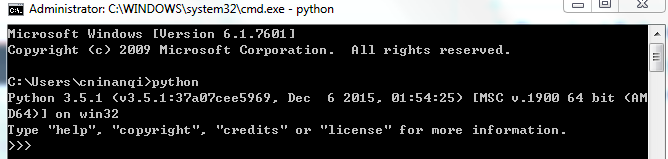 Administrator: C:\WINDOWS\system32\cmd.exe - python
Microsoft Windows [Version 6.1.7601]
Copyright (c) 2009 Microsoft Corporation.  All rights reserved.
C:\Users\cninanqi>python
Python 3.5.1 (v3.5.1:37a07cee5969, Dec  6 2015, 01:54:25) [MSC v.1900 64 bit (AM
D64)] on win32
Type "help", "copyright", "credits" or "license" for more information.
>>>